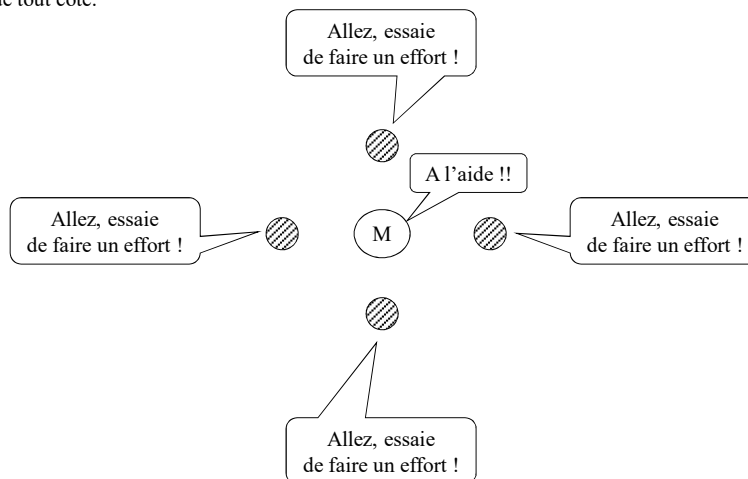 de tout côté.
Allez, essaie
de faire un effort !
A l’aide !!
Allez, essaie
de faire un effort !
M
Allez, essaie
de faire un effort !
Allez, essaie
de faire un effort !